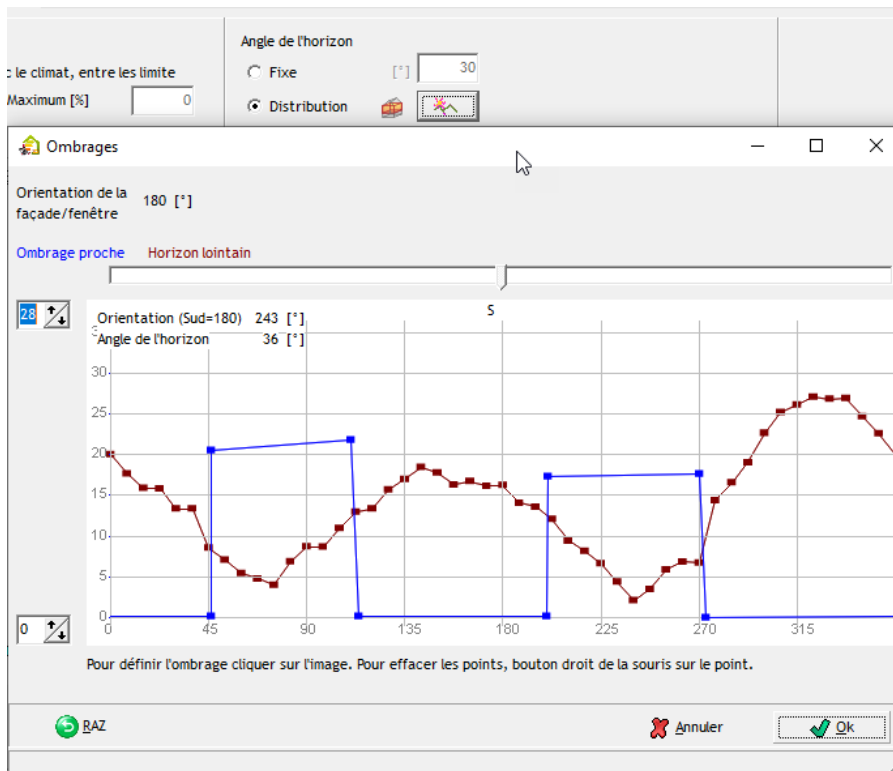 Angle de l'horizon
c le climat, entre les limite
Fixe [°] 30
Maximum [%] 0
Distribution
Ombrages
Orientation de la
façade/fenêtre
180 [°]
Ombrage proche Horizon lointain
28
S
Orientation (Sud=180) 243 [°]
Angle de l'horizon 36 [°]
30
25
20
15
10
5
0
0
0 45 90 135 180 225 270 315
Pour définir l'ombrage cliquer sur l'image. Pour effacer les points, bouton droit de la souris sur le point.
RAZ Annuler Ok